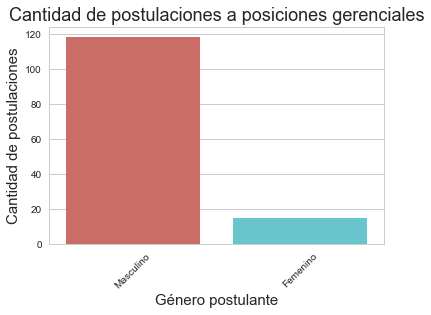 Cantidad de postulaciones a posiciones gerenciales
Cantidad de postulaciones
120
100
80
60
40
20
0
Masculino
Femenino
Género postulante